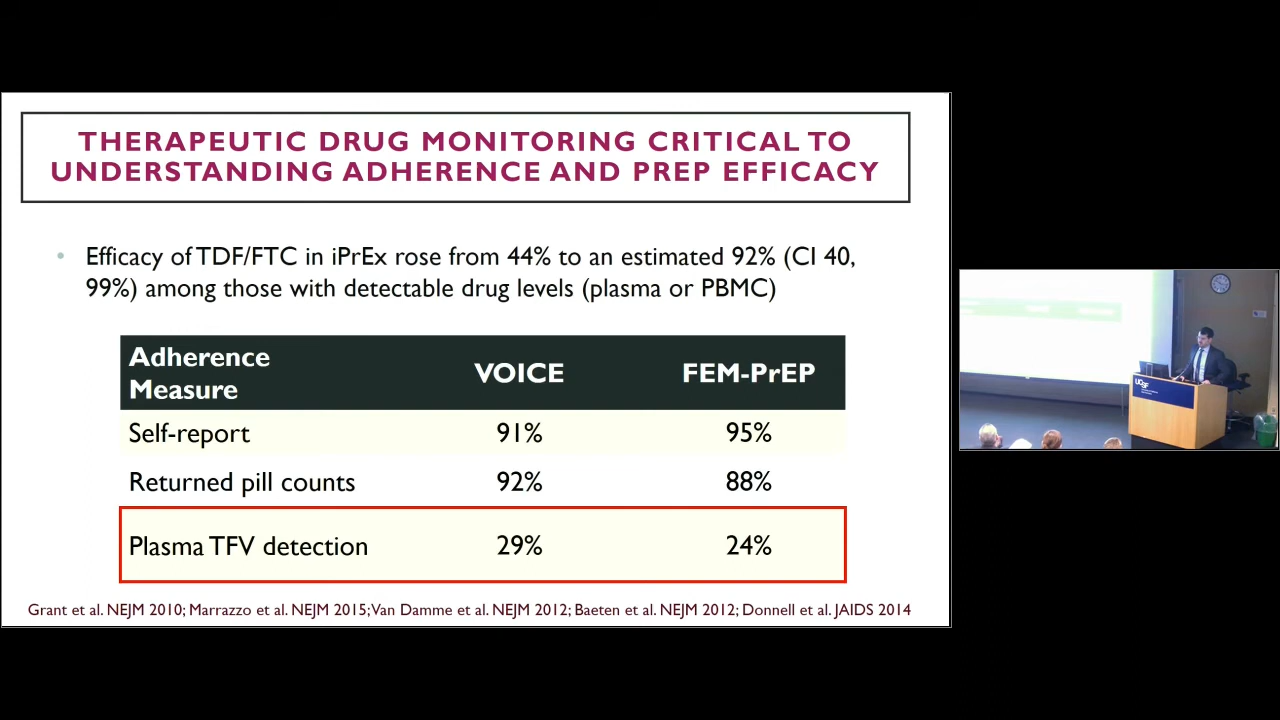 THERAPEUTIC DRUG MONITORING CRITICAL TO
UNDERSTANDING ADHERENCE AND PREP EFFICACY
• Efficacy of TDF/FTC in iPrEx rose from 44% to an estimated 92% (CI 40,
99%) among those with detectable drug levels (plasma or PBMC)
Adherence
Measure
VOICE
FEM-PrEP
Self-report 91% 95%
Returned pill counts 92% 88%
Plasma TFV detection 29% 24%
Grant et al. NEJM 2010; Marrazzo et al. NEJM 2015; Van Damme et al. NEJM 2012; Baeten et al. NEJM 2012; Donnell et al. JAIDS 2014
UCSF